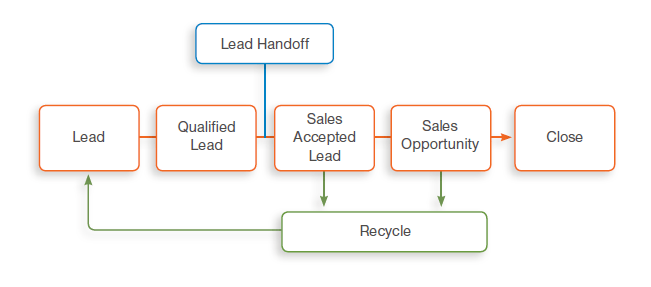 Lead Handoff
Lead
Qualified
Lead
Sales
Accepted
Lead
Sales
Opportunity
Close
Recycle